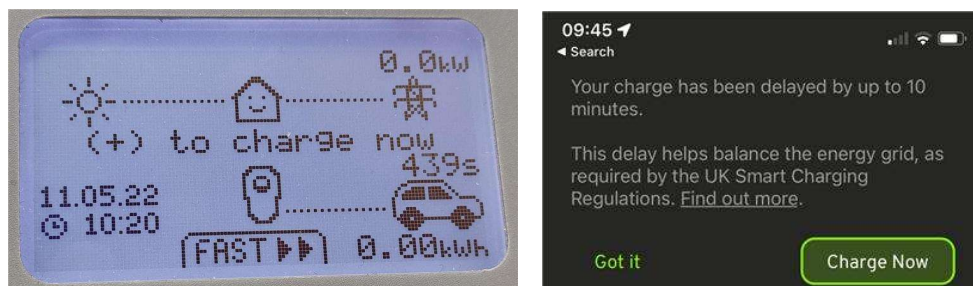 0.0kW
(+) to charge now
439s
11.05.22
10:20
FAST
0.00kWh
09:45
◄ Search
Your charge has been delayed by up to 10
minutes.
This delay helps balance the energy grid, as
required by the UK Smart Charging
Regulations. Find out more.
Got it
Charge Now